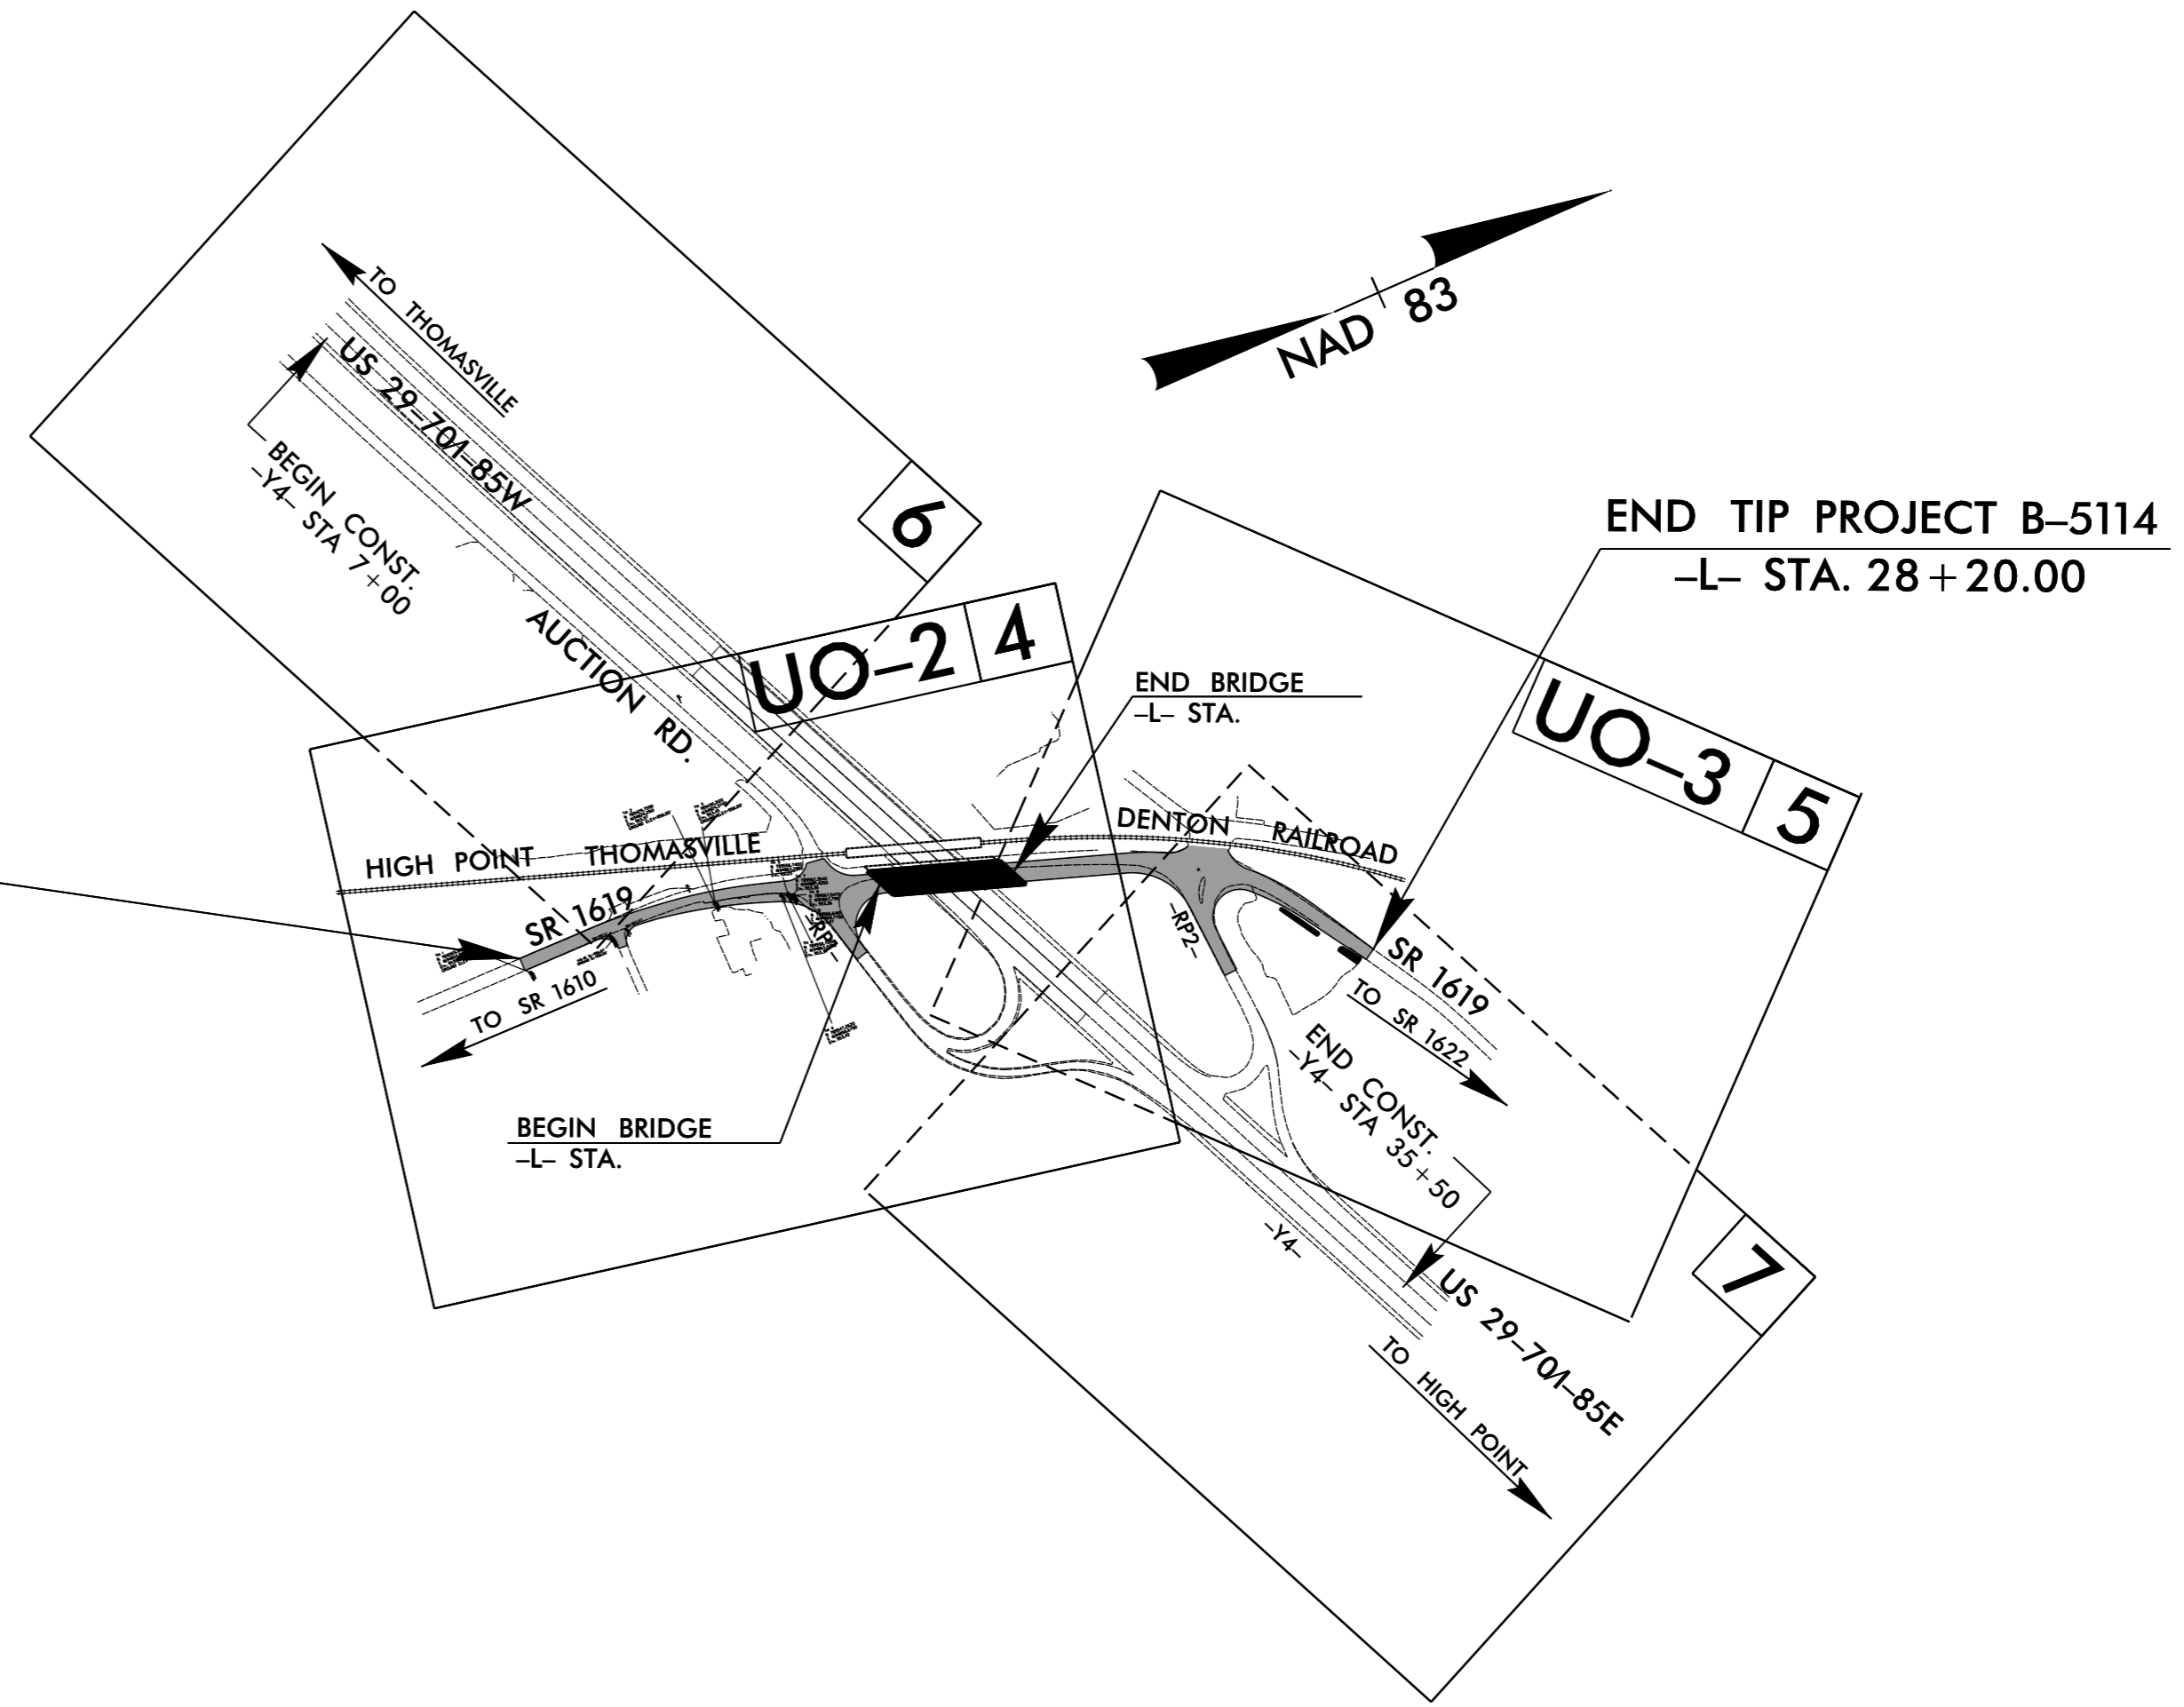 TO THOMASVILLE
US 29-70/I-85W
BEGIN CONST.
-Y4- STA 7+00
NAD 83
6
END TIP PROJECT B-5114
-L- STA. 28+20.00
AUCTION RD.
UO-2 4
END BRIDGE
-L- STA.
UO-3 5
HIGH POINT THOMASVILLE DENTON RAILROAD
SR 1619
TO SR 1610
-RP2-
SR 1619
TO SR 1622
BEGIN BRIDGE
-L- STA.
END CONST.
-Y4- STA 35+50
-Y4-
7
US 29-70/I-85E
TO HIGH POINT